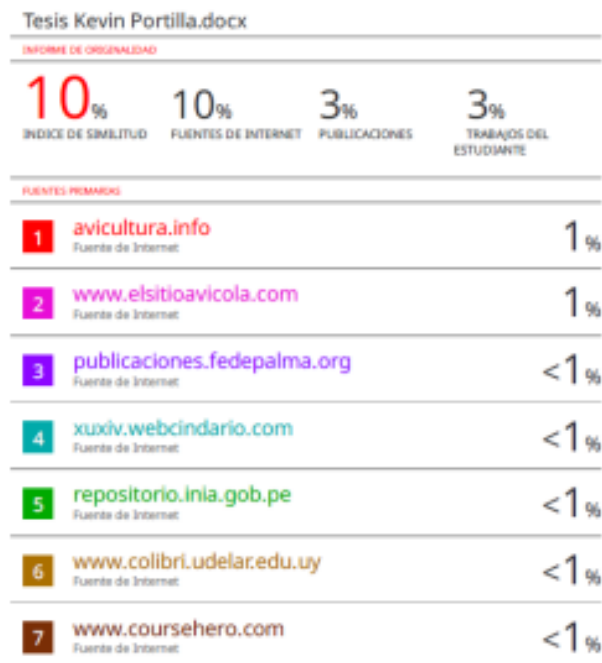 Tesis Kevin Portilla.docx
INFORME DE ORIGINALIDAD
10% 10% 3% 3%
INDICE DE SIMILITUD FUENTES DE INTERNET PUBLICACIONES TRABAJOS DEL
ESTUDIANTE
FUENTES PRIMARIAS
1 avicultura.info 1%
Fuente de Internet
2 www.elsitioavicola.com 1%
Fuente de Internet
3 publicaciones.fedepalma.org <1%
Fuente de Internet
4 xuxiv.webcindario.com <1%
Fuente de Internet
5 repositorio.inia.gob.pe <1%
Fuente de Internet
6 www.colibri.udelar.edu.uy <1%
Fuente de Internet
7 www.coursehero.com <1%
Fuente de Internet